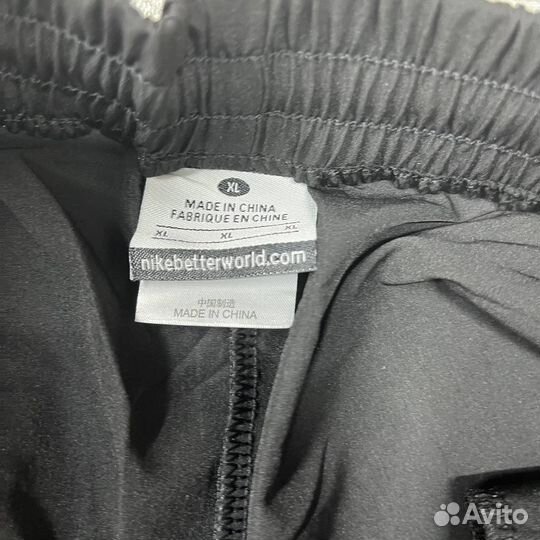 XL
MADE IN CHINA
FABRIQUE EN CHINE
XL XL XL
nikebetterworld.com
中国制造
MADE IN CHINA
Avito